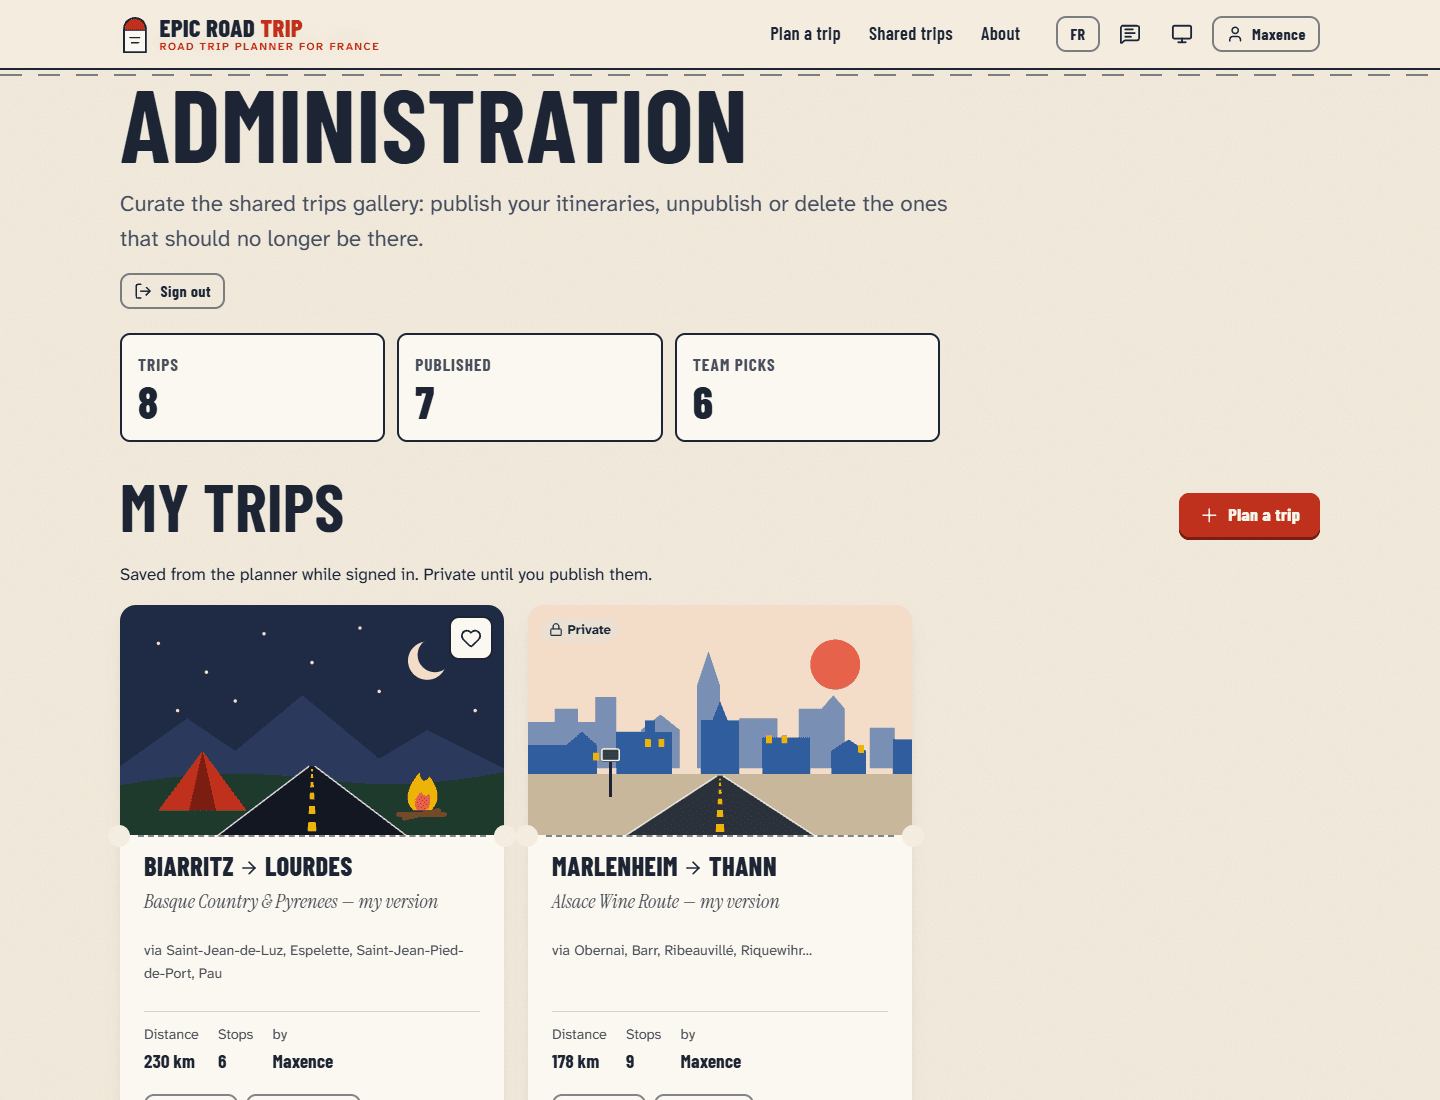 EPIC ROAD TRIP
ROAD TRIP PLANNER FOR FRANCE
Plan a trip
Shared trips
About
FR
Maxence
ADMINISTRATION
Curate the shared trips gallery: publish your itineraries, unpublish or delete the ones
that should no longer be there.
Sign out
TRIPS
8
PUBLISHED
7
TEAM PICKS
6
MY TRIPS
Plan a trip
Saved from the planner while signed in. Private until you publish them.
BIARRITZ → LOURDES
Basque Country & Pyrenees – my version
via Saint-Jean-de-Luz, Espelette, Saint-Jean-Pied-
de-Port, Pau
Distance Stops by
230 km 6 Maxence
Private
MARLENHEIM → THANN
Alsace Wine Route – my version
via Obernai, Barr, Ribeauvillé, Riquewihr…
Distance Stops by
178 km 9 Maxence